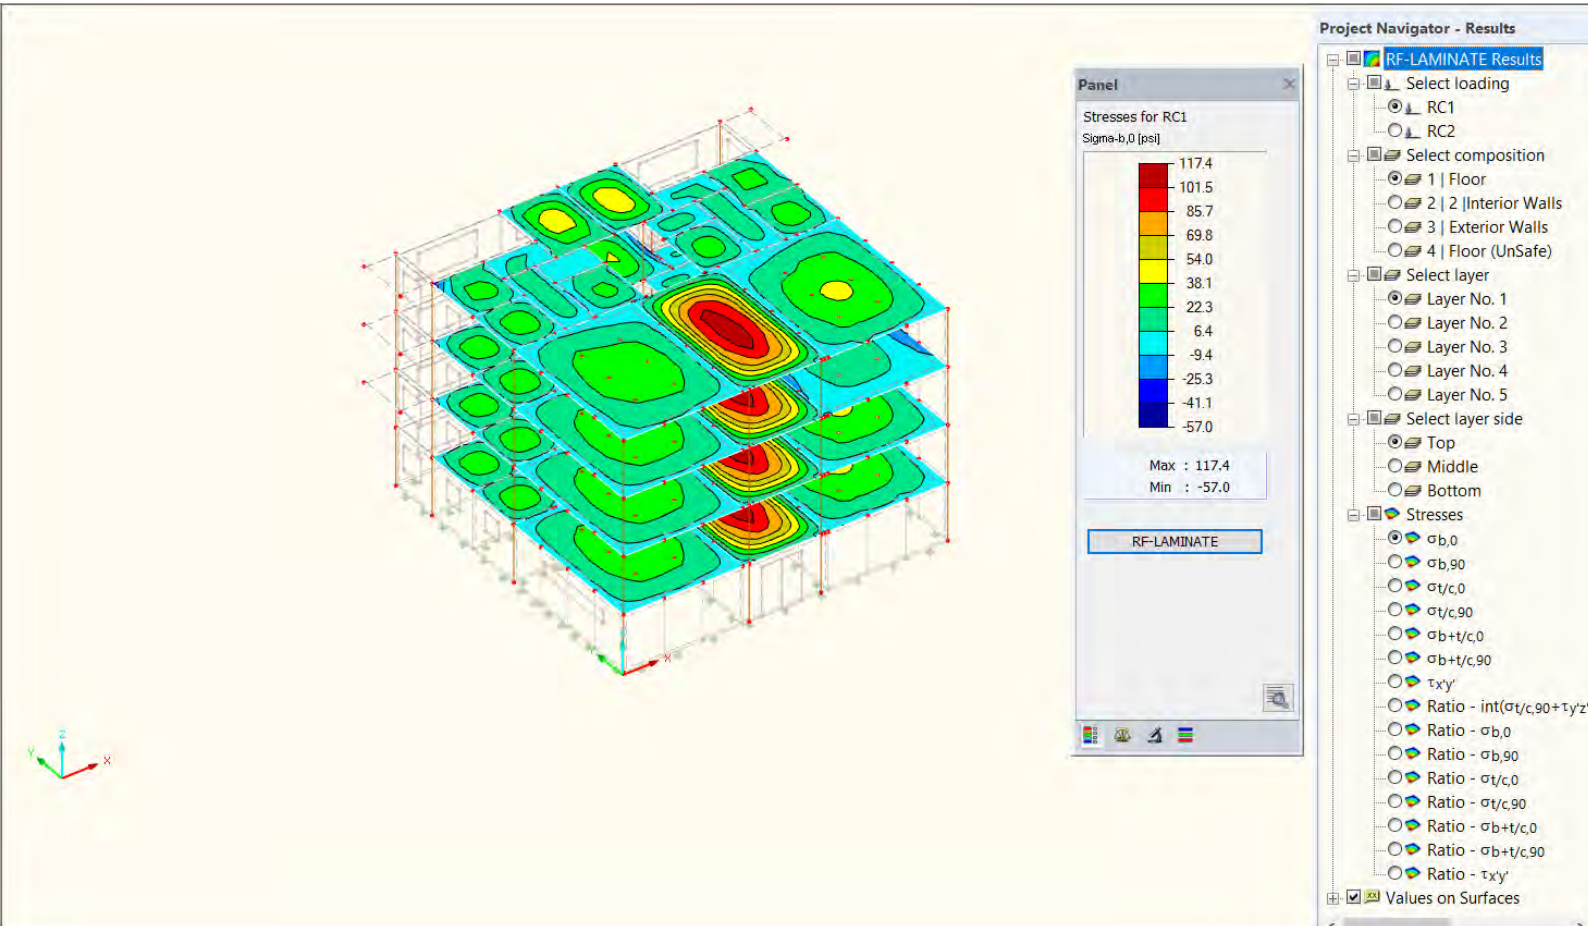 Project Navigator - Results
RF-LAMINATE Results
Select loading
RC1
RC2
Select composition
1 | Floor
2 | 2 |Interior Walls
3 | Exterior Walls
4 | Floor (UnSafe)
Select layer
Layer No. 1
Layer No. 2
Layer No. 3
Layer No. 4
Layer No. 5
Select layer side
Top
Middle
Bottom
Stresses
σb,0
σb,90
σt/c,0
σt/c,90
σb+t/c,0
σb+t/c,90
τx'y'
Ratio - int(σt/c,90+τy'z'
Ratio - σb,0
Ratio - σb,90
Ratio - σt/c,0
Ratio - σt/c,90
Ratio - σb+t/c,0
Ratio - σb+t/c,90
Ratio - τx'y'
Values on Surfaces
Panel
Stresses for RC1
Sigma-b,0 [psi]
117.4
101.5
85.7
69.8
54.0
38.1
22.3
6.4
-9.4
-25.3
-41.1
-57.0
Max : 117.4
Min : -57.0
RF-LAMINATE
Y
X
Z
Y
X